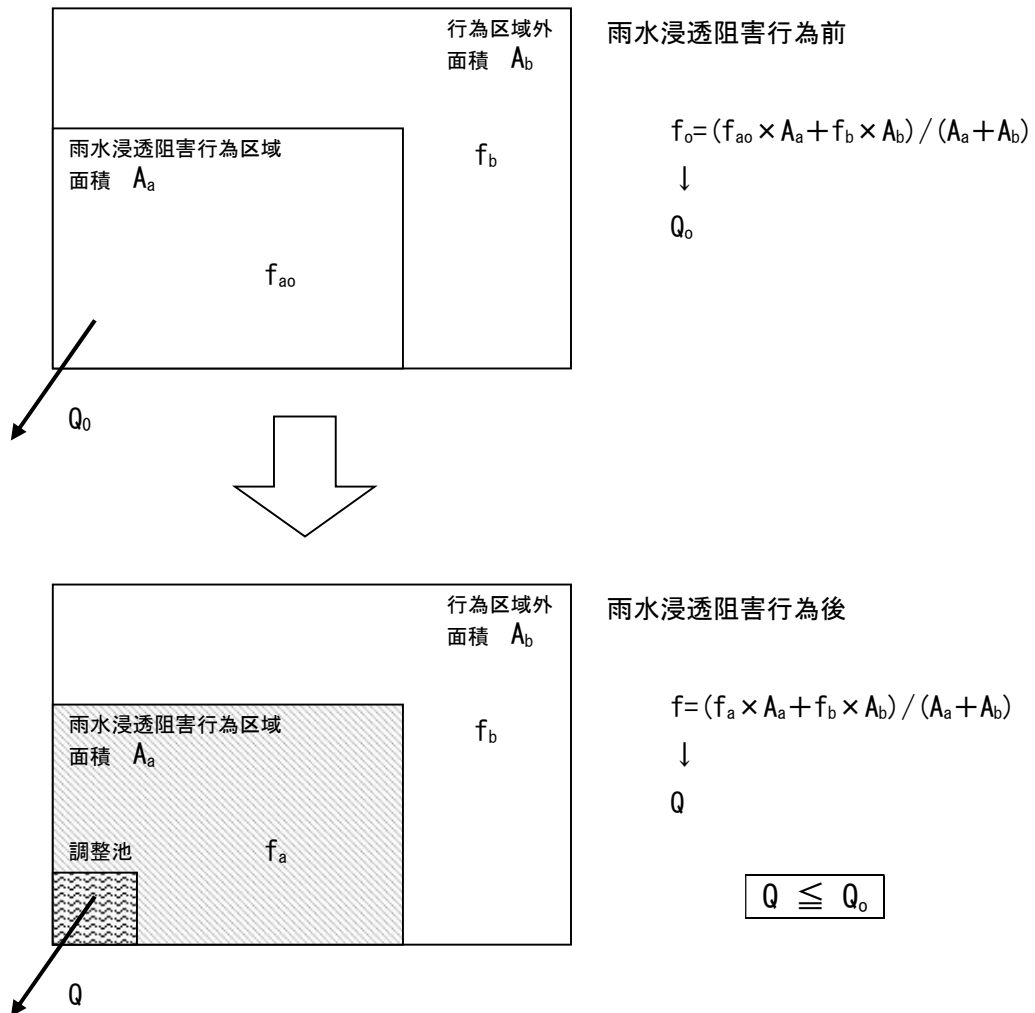 行為区域外
面積 Ab
雨水浸透阻害行為前
雨水浸透阻害行為区域
面積 Aa
fb
fao
fo=(fao×Aa＋fb×Ab)/(Aa＋Ab)
↓
Qo
Q0
行為区域外
面積 Ab
雨水浸透阻害行為後
雨水浸透阻害行為区域
面積 Aa
fb
調整池
fa
f=(fa×Aa＋fb×Ab)/(Aa＋Ab)
↓
Q
Q ≦ Qo
Q